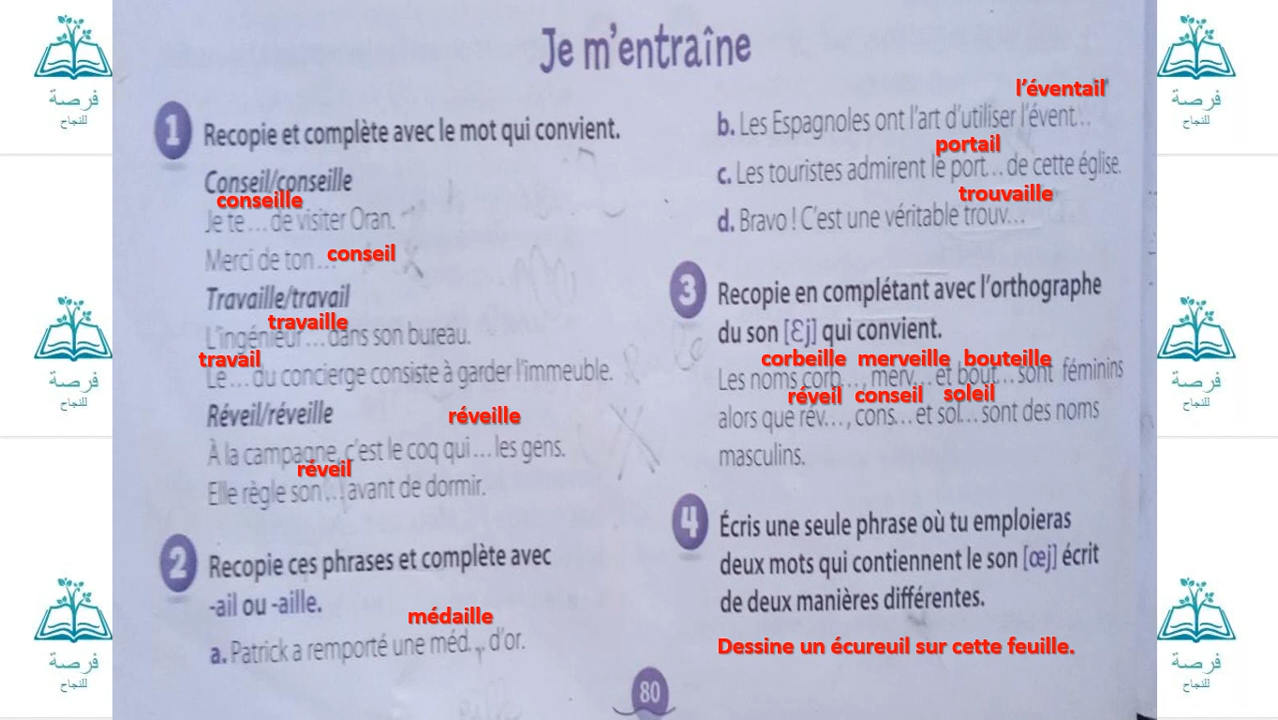 Je m'entraîne
1 Recopie et complète avec le mot qui convient.
Conseil/conseille
conseille
Je te ... de visiter Oran.
Merci de ton ... conseil
Travaille/travail
travaille
L'ingénieur ... dans son bureau.
travail
Le ... du concierge consiste à garder l'immeuble.
Réveil/réveille
réveille
À la campagne, c'est le coq qui ... les gens.
réveil
Elle règle son ... avant de dormir.
2 Recopie ces phrases et complète avec
-ail ou -aille.
médaille
a. Patrick a remporté une méd... d'or.
l'éventail
b. Les Espagnoles ont l'art d'utiliser l'évent...
portail
c. Les touristes admirent le port... de cette église.
trouvaille
d. Bravo ! C'est une véritable trouv...
3 Recopie en complétant avec l'orthographe
du son [Ɛj] qui convient.
corbeille merveille bouteille
Les noms corb..., merv... et bout... sont féminins
réveil conseil soleil
alors que rév..., cons... et sol... sont des noms
masculins.
4 Écris une seule phrase où tu emploieras
deux mots qui contiennent le son [œj] écrit
de deux manières différentes.
Dessine un écureuil sur cette feuille.
80
فرصة
للنجاح
فرصة
للنجاح
فرصة
للنجاح
فرصة
للنجاح
فرصة
للنجاح
فرصة
للنجاح